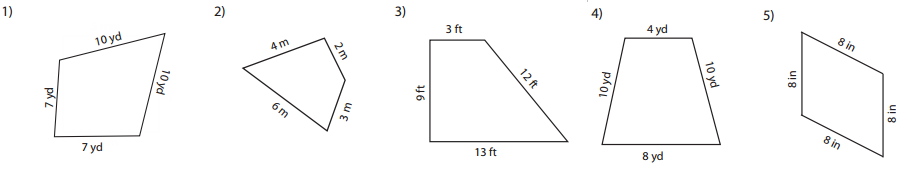 1)
10 yd
7 yd
10 yd
7 yd
2)
4 m
2 m
6 m
3 m
3)
3 ft
9 ft
12 ft
13 ft
4)
4 yd
10 yd
10 yd
8 yd
5)
8 in
8 in
8 in
8 in